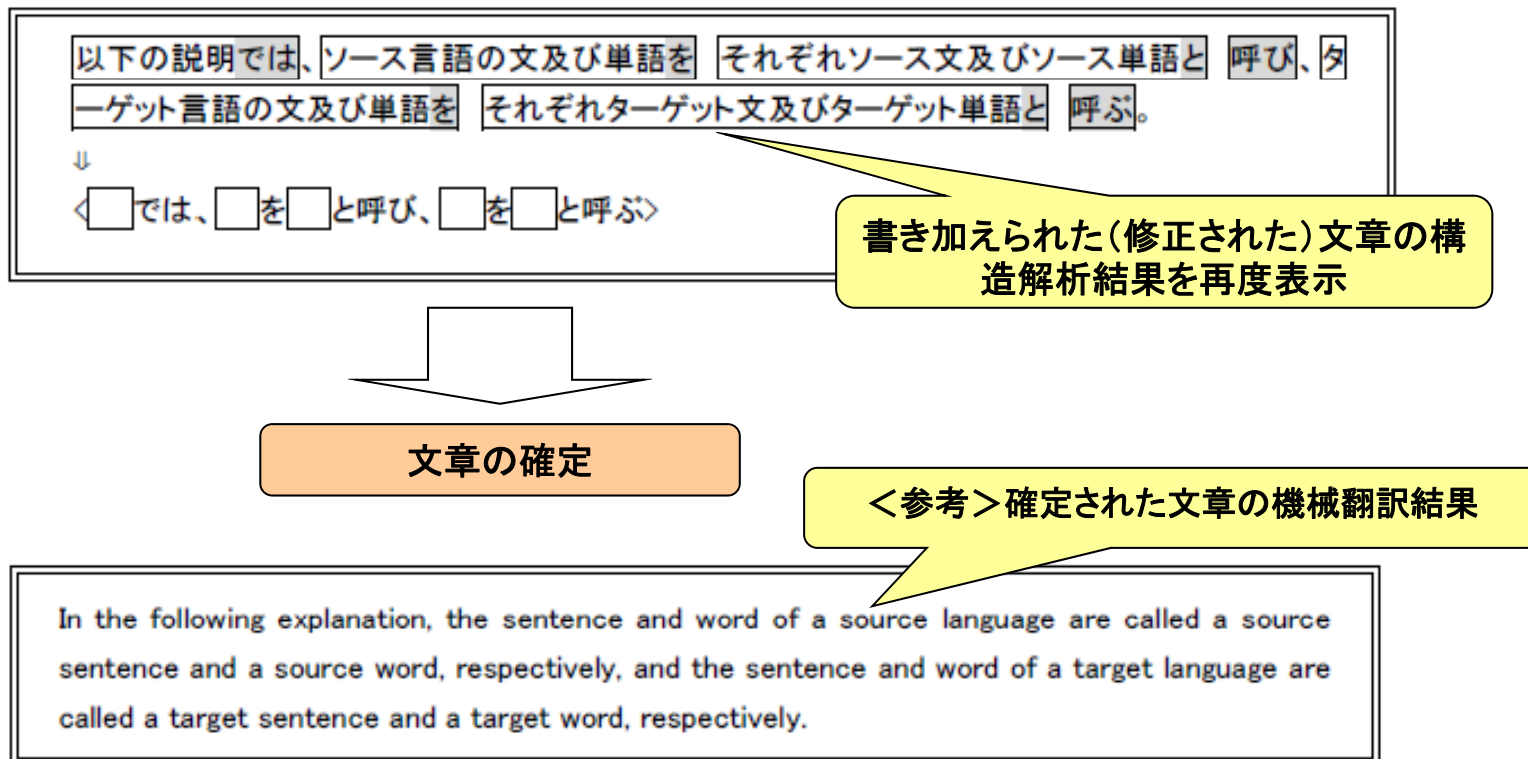 以下の説明では、ソース言語の文及び単語を それぞれソース文及びソース単語と 呼び、タ
ーゲット言語の文及び単語を それぞれターゲット文及びターゲット単語と 呼ぶ。
⇓
<□では、□を□と呼び、□を□と呼ぶ>
書き加えられた(修正された)文章の構
造解析結果を再度表示
文章の確定
＜参考＞確定された文章の機械翻訳結果
In the following explanation, the sentence and word of a source language are called a source
sentence and a source word, respectively, and the sentence and word of a target language are
called a target sentence and a target word, respectively.